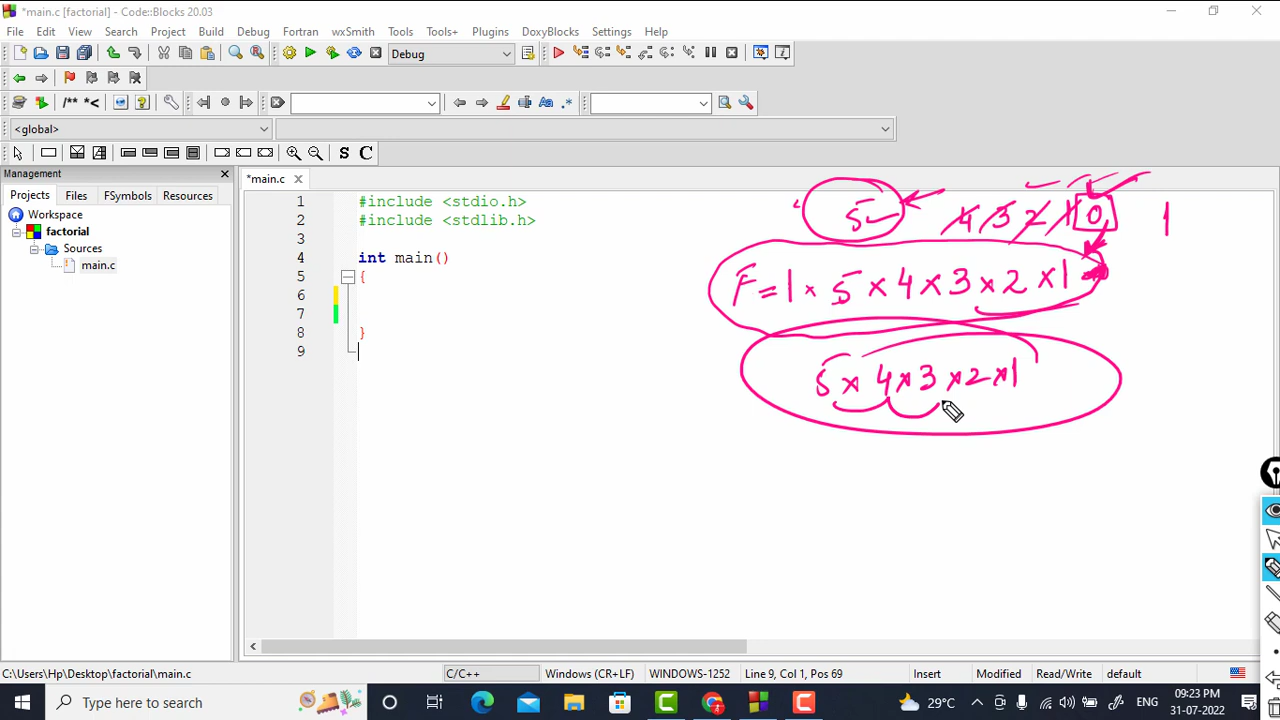 *main.c [factorial] - Code::Blocks 20.03
File Edit View Search Project Build Debug Fortran wxSmith Tools Tools+ Plugins DoxyBlocks Settings Help
Debug
/** *<
<global>
S C
Management
Projects Files FSymbols Resources
Workspace
factorial
Sources
main.c
*main.c
1 #include <stdio.h>
2 #include <stdlib.h>
3
4 int main()
5 {
6
7
8 }
9
5 4 3 2 1 0 1
F = 1 × 5 × 4 × 3 × 2 × 1
5 × 4 × 3 × 2 × 1
C:\Users\Hp\Desktop\factorial\main.c C/C++ Windows (CR+LF) WINDOWS-1252 Line 9, Col 1, Pos 69 Insert Modified Read/Write default
Type here to search 29°C ENG 09:23 PM
31-07-2022